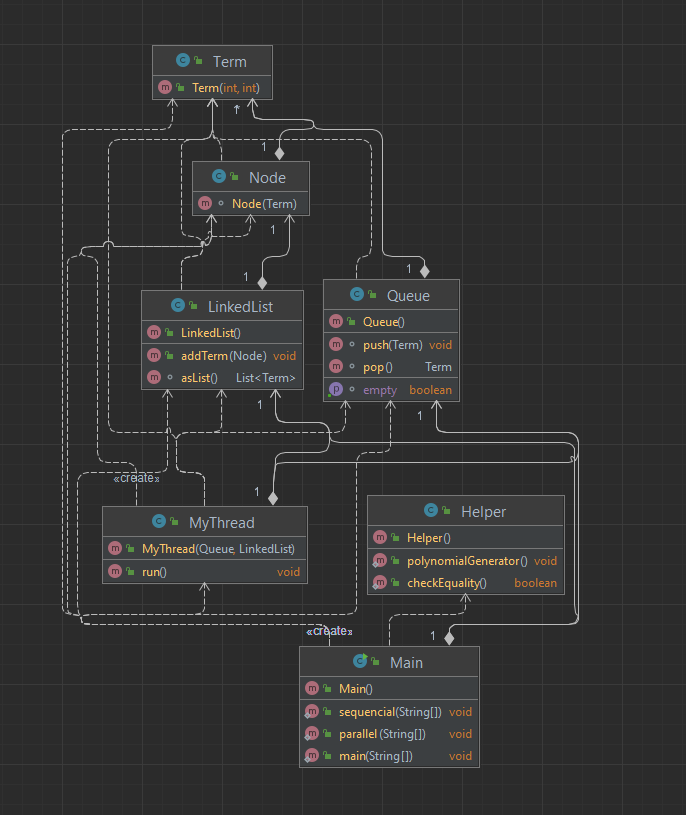 Term
Term(int, int)
*
1
Node
Node(Term)
1
1
1
LinkedList
LinkedList()
addTerm(Node) void
asList() List<Term>
Queue
Queue()
push(Term) void
pop() Term
empty boolean
1
1
«create»
1
MyThread
MyThread(Queue, LinkedList)
run() void
Helper
Helper()
polynomialGenerator() void
checkEquality() boolean
«create»
1
Main
Main()
sequencial(String[]) void
parallel(String[]) void
main(String[]) void